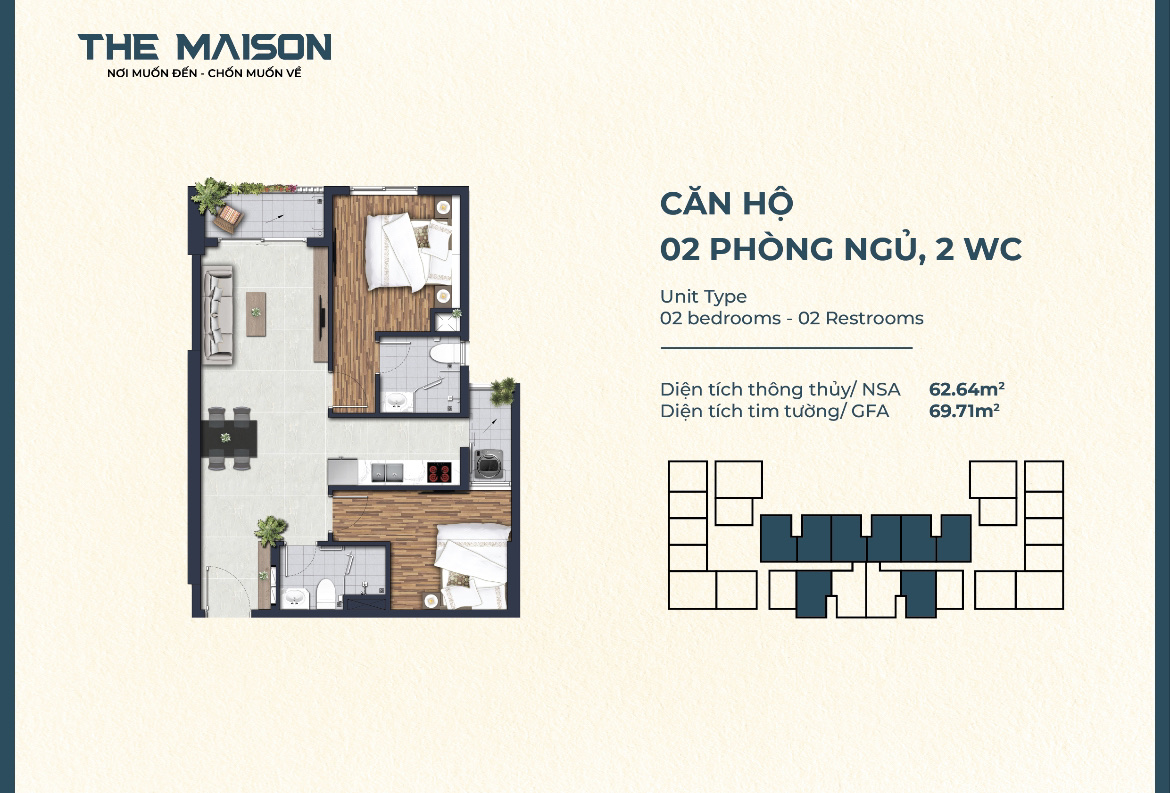 THE MAISON
NƠI MUỐN ĐẾN - CHỐN MUỐN VỀ
CĂN HỘ
02 PHÒNG NGỦ, 2 WC
Unit Type
02 bedrooms - 02 Restrooms
Diện tích thông thủy/ NSA 62.64m²
Diện tích tim tường/ GFA 69.71m²